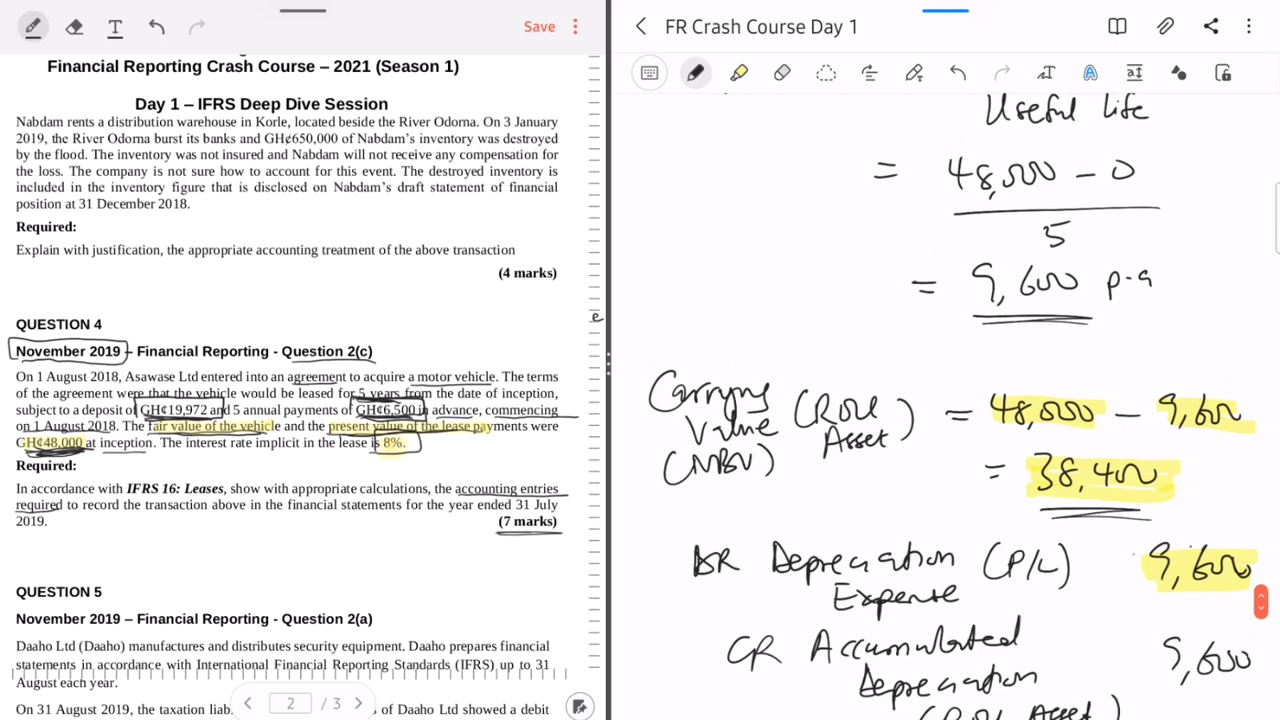 Save
Financial Reporting Crash Course – 2021 (Season 1)
Day 1 – IFRS Deep Dive Session
Nabdam rents a distribution warehouse in Korle, located beside the River Odorna. On 3 January
2019, the River Odorna burst its banks and GH¢650,000 of Nabdam's inventory was destroyed
by the flood. The inventory was not insured and Nabdam will not receive any compensation for
the loss. The company is not sure how to account for this event. The destroyed inventory is
included in the inventory figure that is disclosed on Nabdam's draft statement of financial
position at 31 December 2018.
Required:
Explain with justification, the appropriate accounting treatment of the above transaction
(4 marks)
QUESTION 4
e
November 2019 – Financial Reporting - Question 2(c)
On 1 August 2018, Asawase Ltd entered into an agreement to acquire a motor vehicle. The terms
of the agreement were that the vehicle would be leased for 5 years from the date of inception,
subject to a deposit of GH¢19,972 and 5 annual payments of GH¢6,500 in advance, commencing
on 1 August 2018. The fair value of the vehicle and the present value of the lease payments were
GH¢48,000 at inception. The interest rate implicit in the lease is 8%.
Required:
In accordance with IFRS 16: Leases, show with appropriate calculations, the accounting entries
required to record the transaction above in the financial statements for the year ended 31 July
2019.
(7 marks)
QUESTION 5
November 2019 – Financial Reporting - Question 2(a)
Daaho Ltd (Daaho) manufactures and distributes security equipment. Daaho prepares financial
statements in accordance with International Financial Reporting Standards (IFRS) up to 31
August each year.
On 31 August 2019, the taxation liab
s of Daaho Ltd showed a debit
2 / 3
FR Crash Course Day 1
Useful life
= 48,000 – 0
5
= 9,600 p.a
Carrying Value (NBV) (ROU Asset) = 48,000 – 9,600
= 38,400
DR Depreciation Expense (P/L) 9,600
CR Accumulated Depreciation 9,600
(ROU Asset)